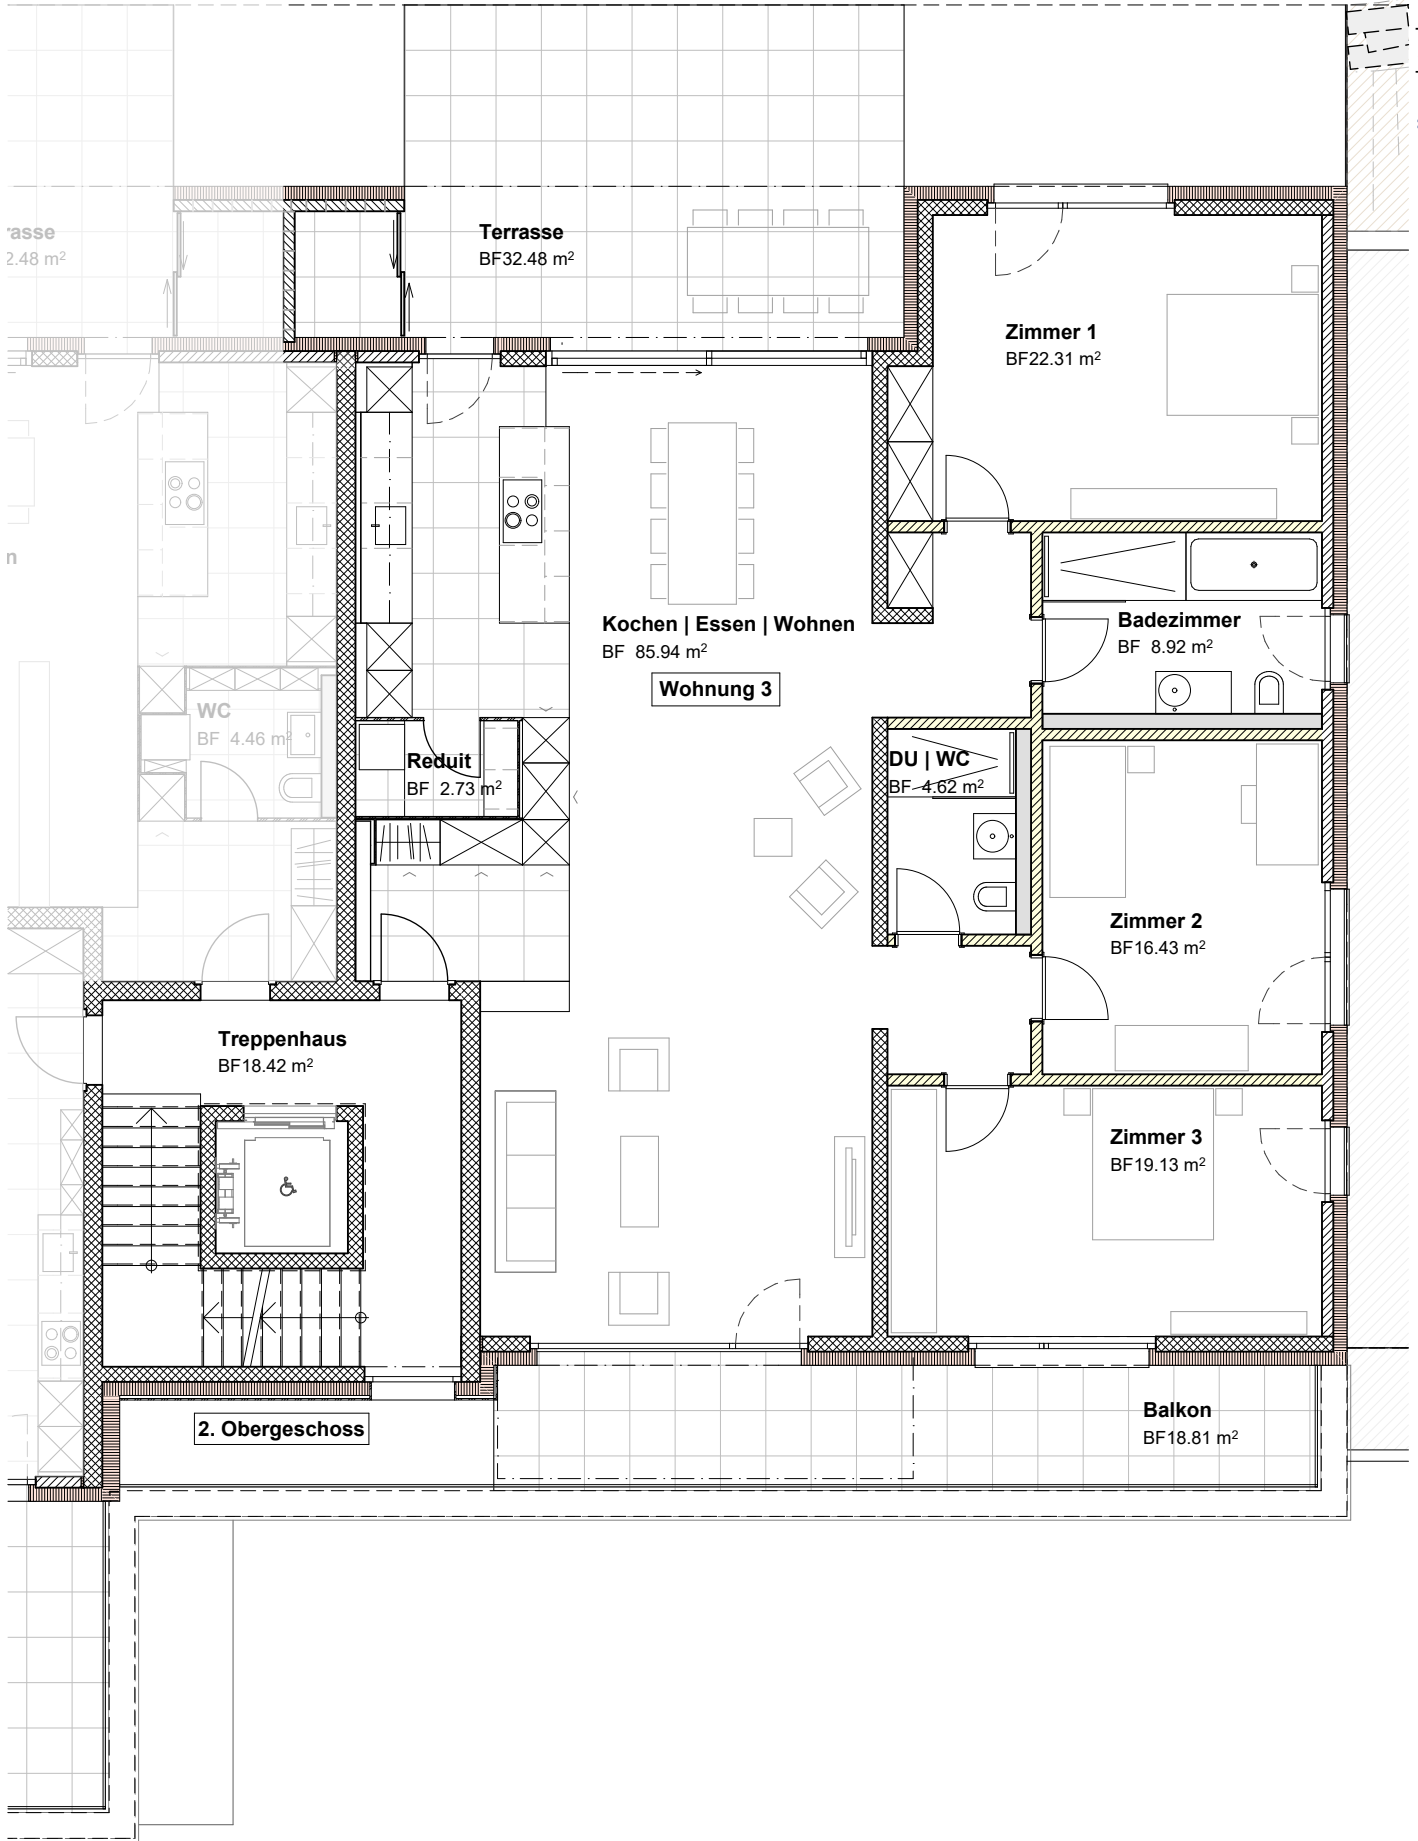 rasse
2.48 m²
Terrasse
BF32.48 m²
Zimmer 1
BF22.31 m²
n
Kochen | Essen | Wohnen
BF 85.94 m²
Wohnung 3
Badezimmer
BF 8.92 m²
WC
BF 4.46 m²
Reduit
BF 2.73 m²
DU | WC
BF 4.62 m²
Zimmer 2
BF16.43 m²
Treppenhaus
BF18.42 m²
Zimmer 3
BF19.13 m²
2. Obergeschoss
Balkon
BF18.81 m²